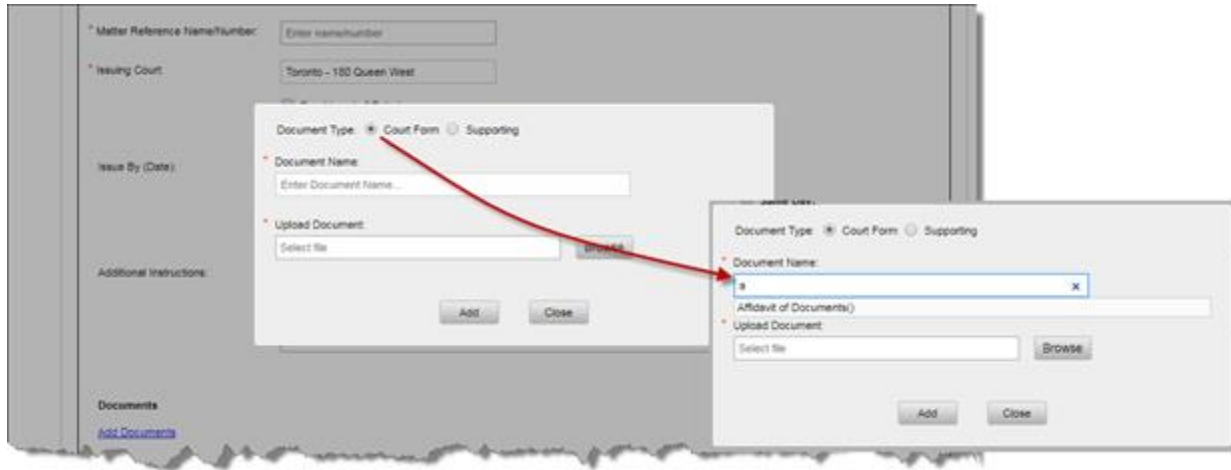 * Matter Reference Name/Number:
Enter name/number
* Issuing Court:
Toronto - 180 Queen West
Document Type: Court Form Supporting
* Document Name:
Enter Document Name...
Issue By (Date):
* Upload Document:
Select file Browse
Additional Instructions:
Add Close
Document Type: Court Form Supporting
* Document Name:
a ×
Affidavit of Documents()
* Upload Document:
Select file Browse
Add Close
Documents
Add Documents